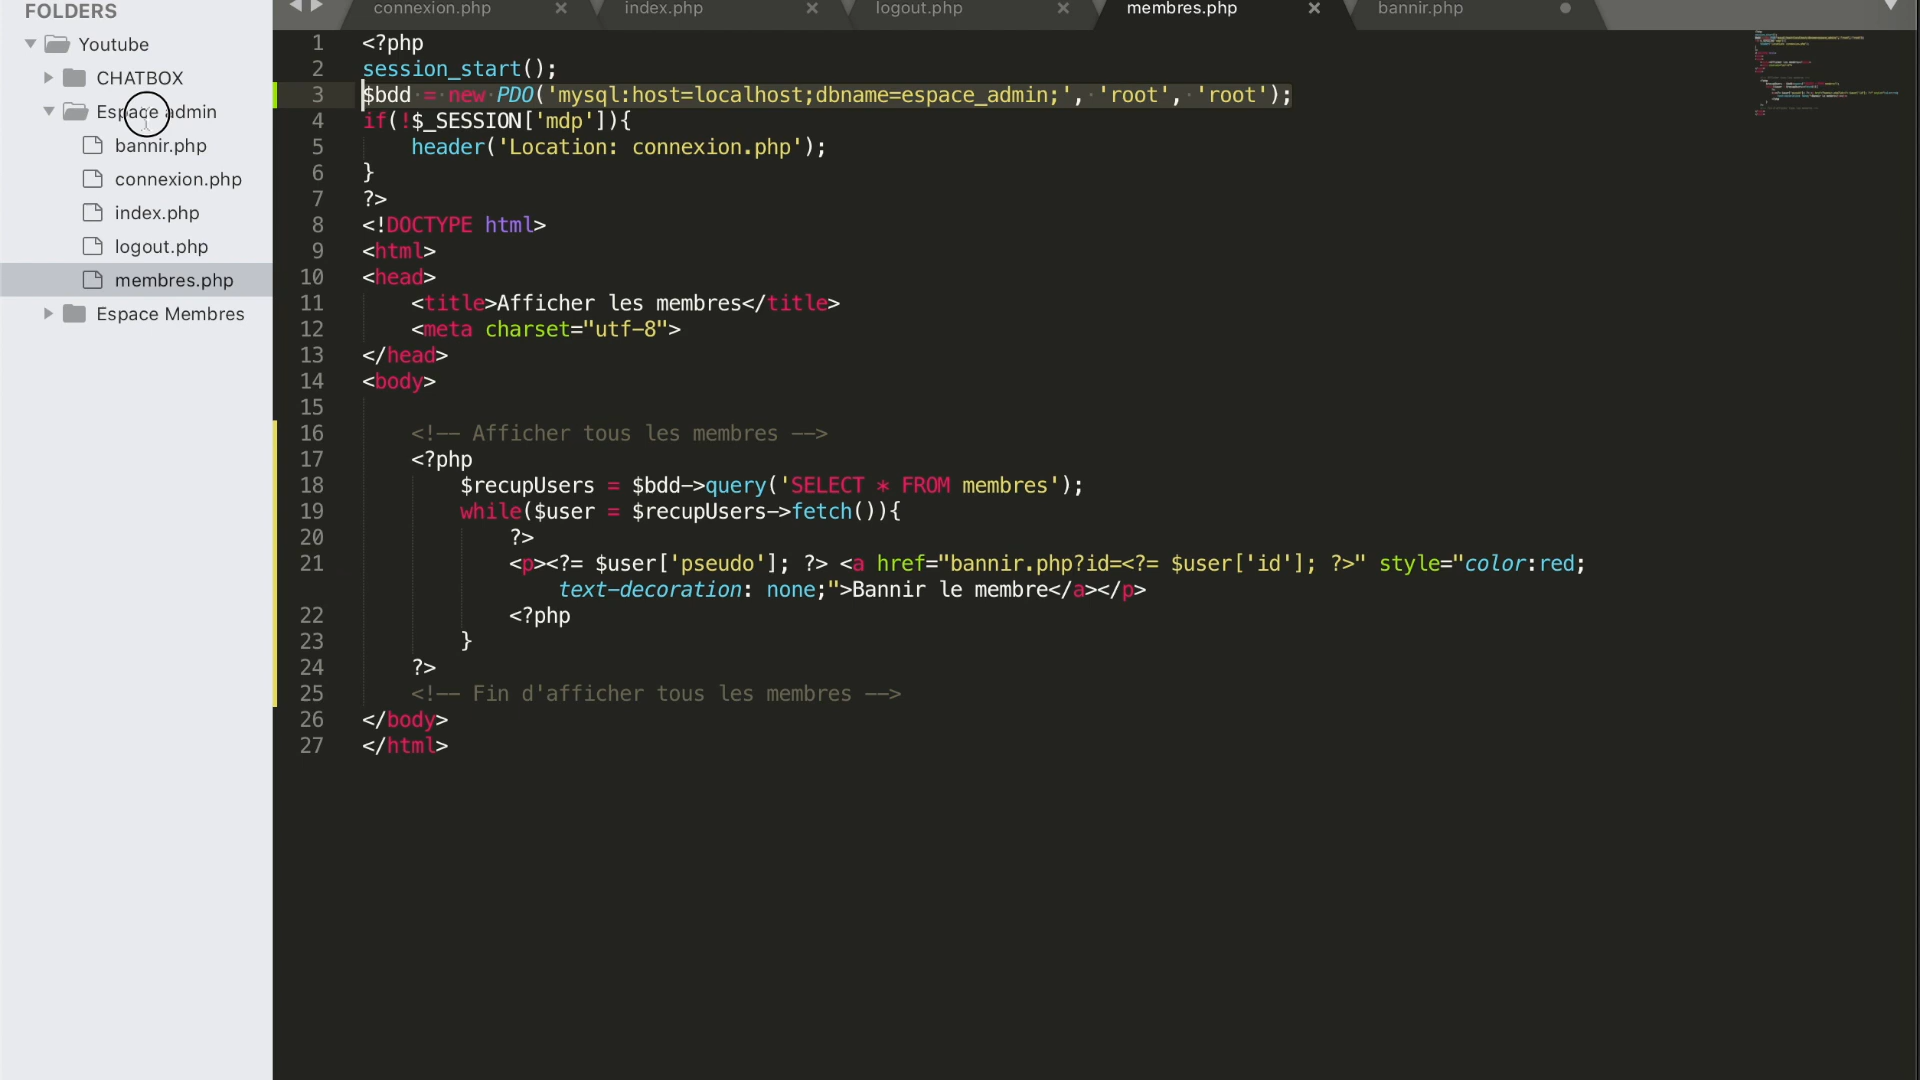 FOLDERS
Youtube
CHATBOX
Espace admin
bannir.php
connexion.php
index.php
logout.php
membres.php
Espace Membres
connexion.php × index.php × logout.php × membres.php × bannir.php
1 <?php
2 session_start();
3 $bdd = new PDO('mysql:host=localhost;dbname=espace_admin;', 'root', 'root');
4 if(!$_SESSION['mdp']){
5 header('Location: connexion.php');
6 }
7 ?>
8 <!DOCTYPE html>
9 <html>
10 <head>
11 <title>Afficher les membres</title>
12 <meta charset="utf-8">
13 </head>
14 <body>
15
16 <!-- Afficher tous les membres -->
17 <?php
18 $recupUsers = $bdd->query('SELECT * FROM membres');
19 while($user = $recupUsers->fetch()){
20 ?>
21 <p><?= $user['pseudo']; ?> <a href="bannir.php?id=<?= $user['id']; ?>" style="color:red;
text-decoration: none;">Bannir le membre</a></p>
22 <?php
23 }
24 ?>
25 <!-- Fin d'afficher tous les membres -->
26 </body>
27 </html>